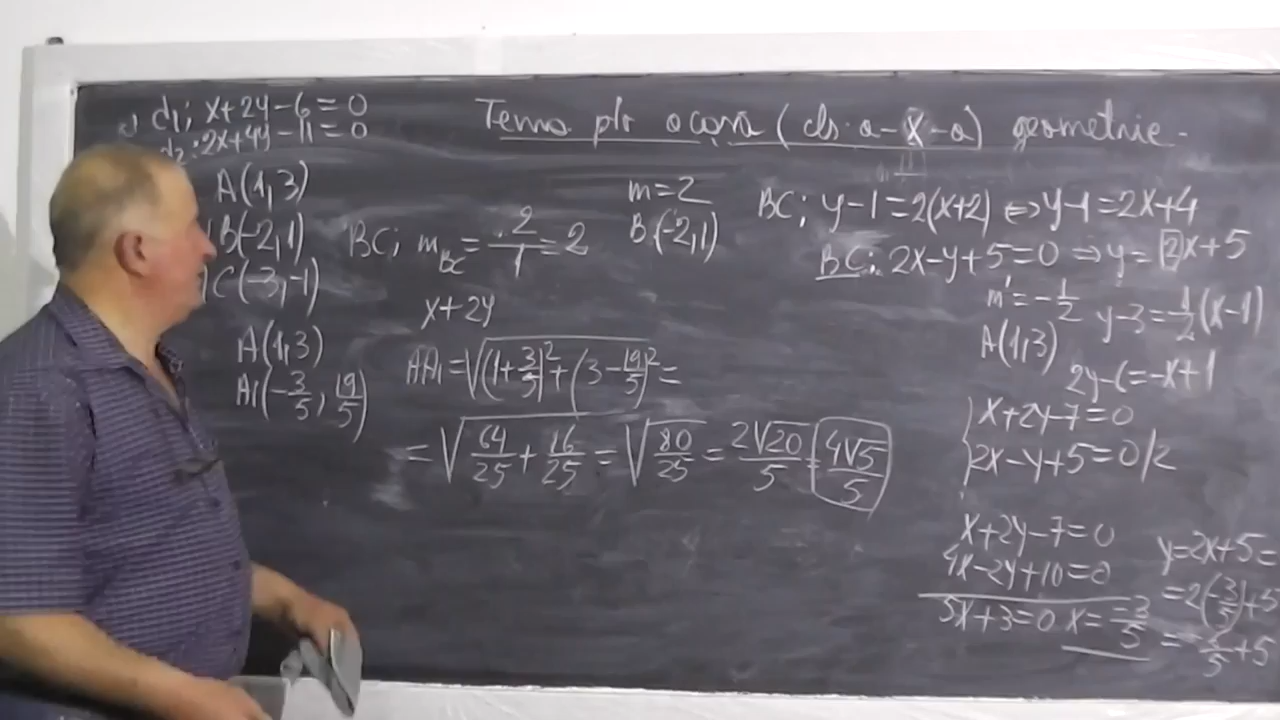 c) d₁: x+2y-6=0
d₂: 2x+4y-11=0
Tema ptr acasă (cls. a-X-a) geometrie.
A(1,3)
B(-2,1)
C(-3,-1)
BC: m_BC = 2/1 = 2
m=2
B(-2,1)
BC: y-1=2(x+2) ⇔ y-1=2x+4
BC: 2x-y+5=0 ⇒ y=2x+5
x+2y
A(1,3)
A₁(-3/5, 19/5)
AA₁=√((1+3/5)²+(3-19/5)²=
=√(64/25+16/25)=√(80/25)=2√20/5=4√5/5
m'=-1/2
A(1,3)
y-3=-1/2(x-1)
2y-6=-x+1
x+2y-7=0
2x-y+5=0/2
x+2y-7=0
4x-2y+10=0
5x+3=0 x=-3/5
y=2x+5=
=2(-3/5)+5
=-6/5+5